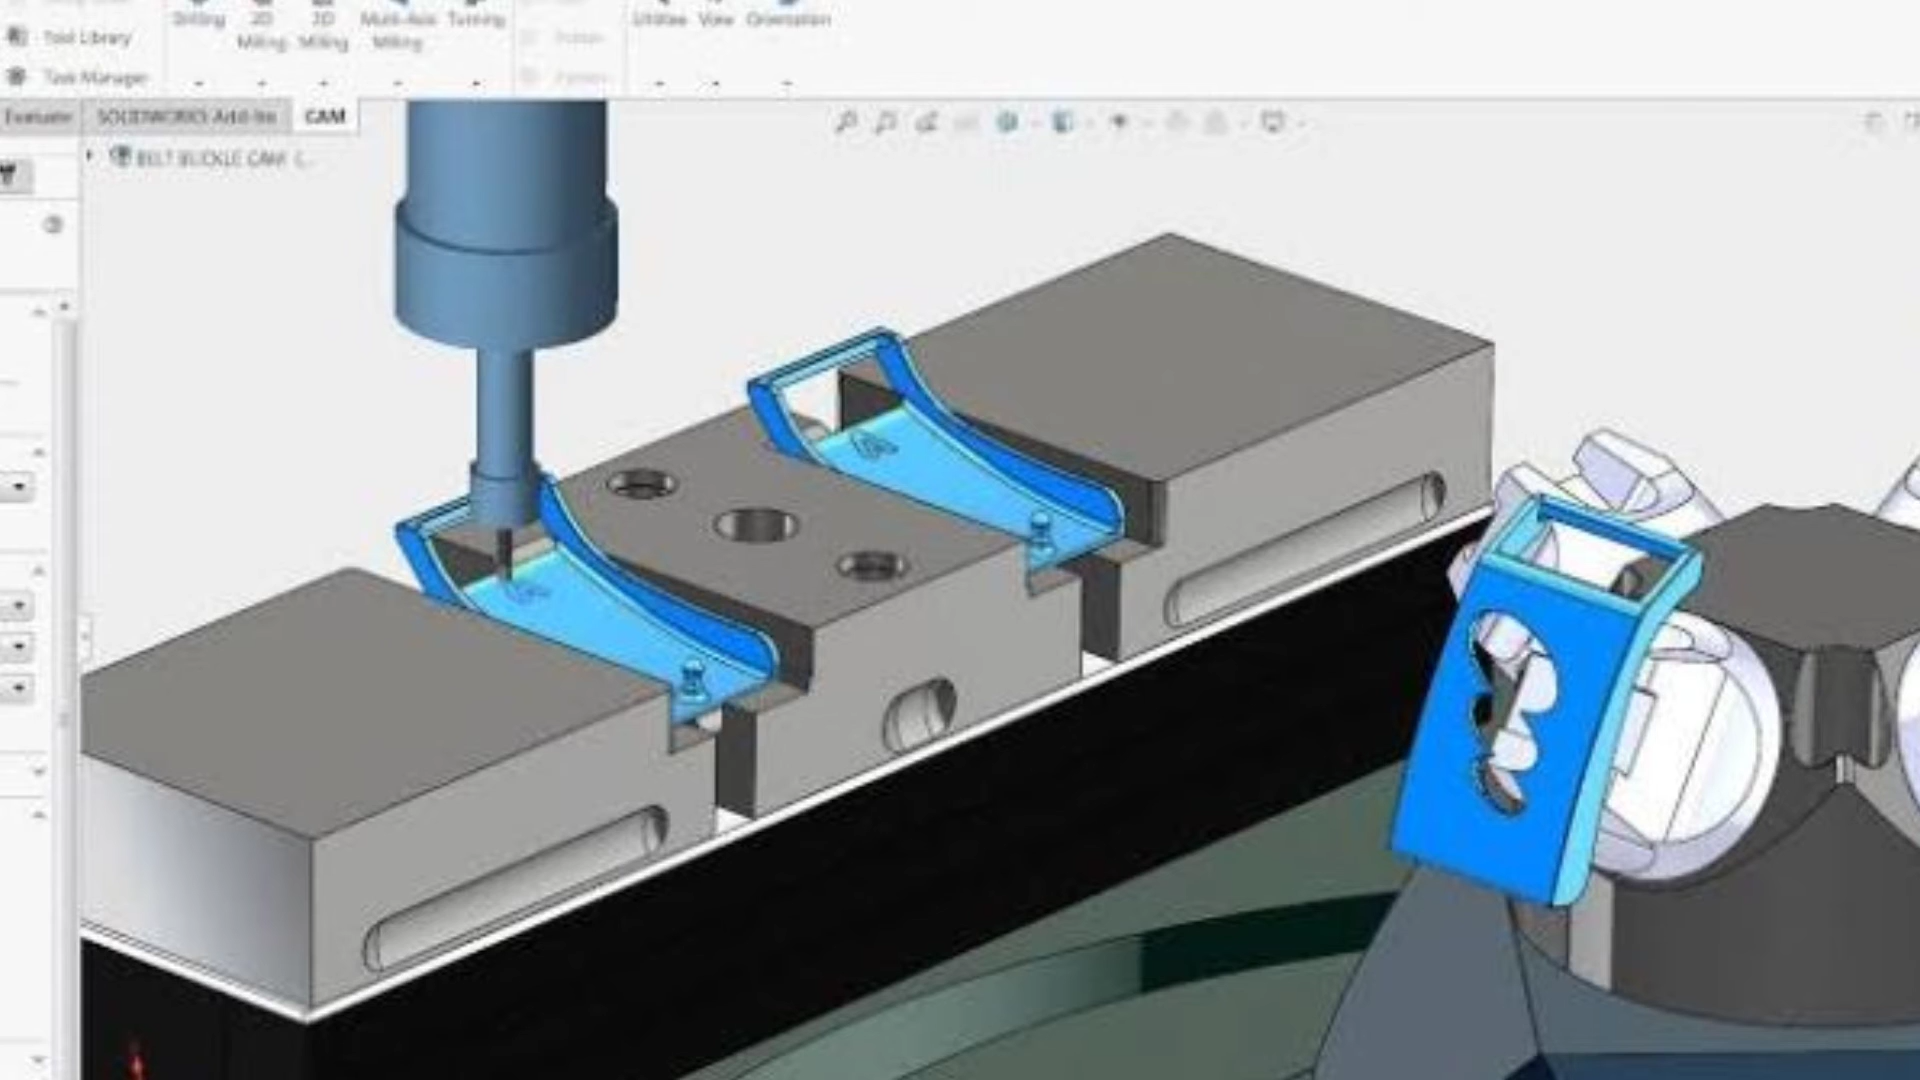 Drilling 2D 3D Multi-Axis Turning
Milling Milling Milling
Utilities View Orientation
Tool Library
Task Manager
Evaluate SOLIDWORKS Add-Ins CAM
BELT BUCKLE CAM (...